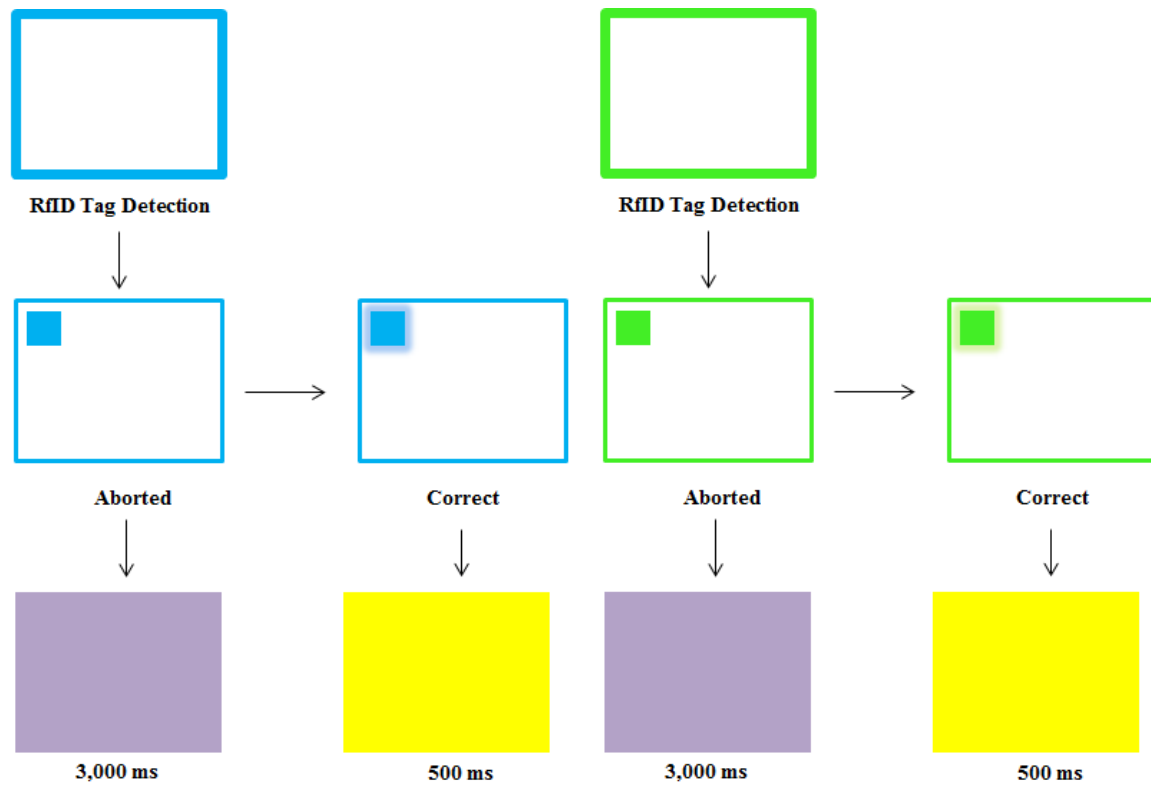 RfID Tag Detection
RfID Tag Detection
Aborted
Correct
Aborted
Correct
3,000 ms
500 ms
3,000 ms
500 ms